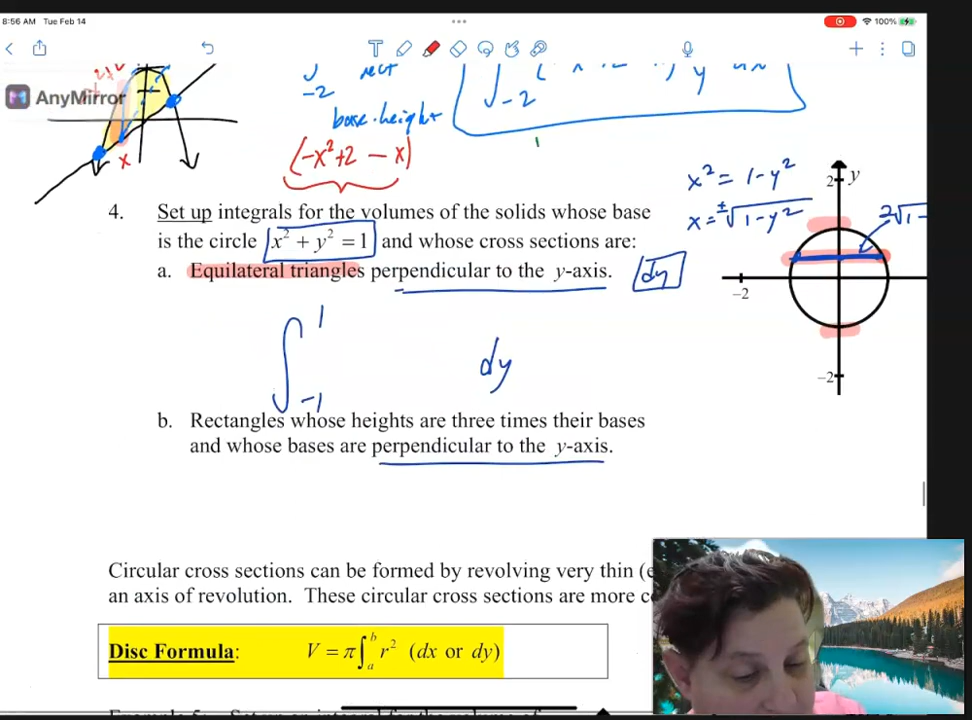 8:56 AM Tue Feb 14
100%
AnyMirror
-2
rect
base·height
-2
y
(-x²+2 - x)
x
x² = 1-y²
x = ±√1-y²
2 y
2√1-
4. Set up integrals for the volumes of the solids whose base
is the circle x² + y² = 1 and whose cross sections are:
a. Equilateral triangles perpendicular to the y-axis. dy
-2
∫₋₁¹ dy
-2
b. Rectangles whose heights are three times their bases
and whose bases are perpendicular to the y-axis.
Circular cross sections can be formed by revolving very thin (e
an axis of revolution. These circular cross sections are more c
Disc Formula: V = π∫ₐᵇ r² (dx or dy)